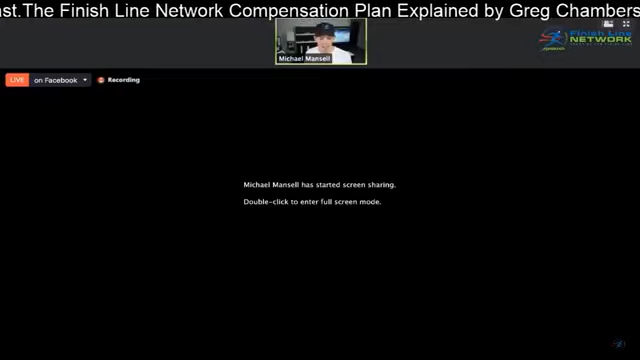 ast.The Finish Line Network Compensation Plan Explained by Greg Chambers
Michael Mansell
Finish Line
NETWORK
LIVE
on Facebook
Recording
Michael Mansell has started screen sharing.
Double-click to enter full screen mode.